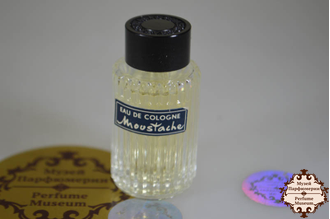 EAU DE COLOGNE
Moustache
Музей
Парфюмерии
Perfume
Museum
Музей
Парфюмерии
Perfume
Museum